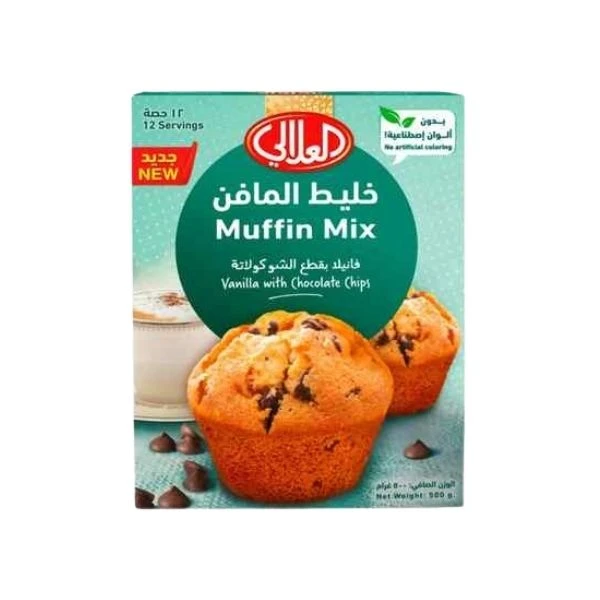 ١٢ حصة
12 Servings
جديد
NEW
العلالي
بدون
ألوان إصطناعية!
No artificial coloring
خليط المافن
Muffin Mix
فانيلا بقطع الشوكولاتة
Vanilla with Chocolate Chips
الوزن الصافي: ٥٠٠ غرام
Net Weight: 500 g.